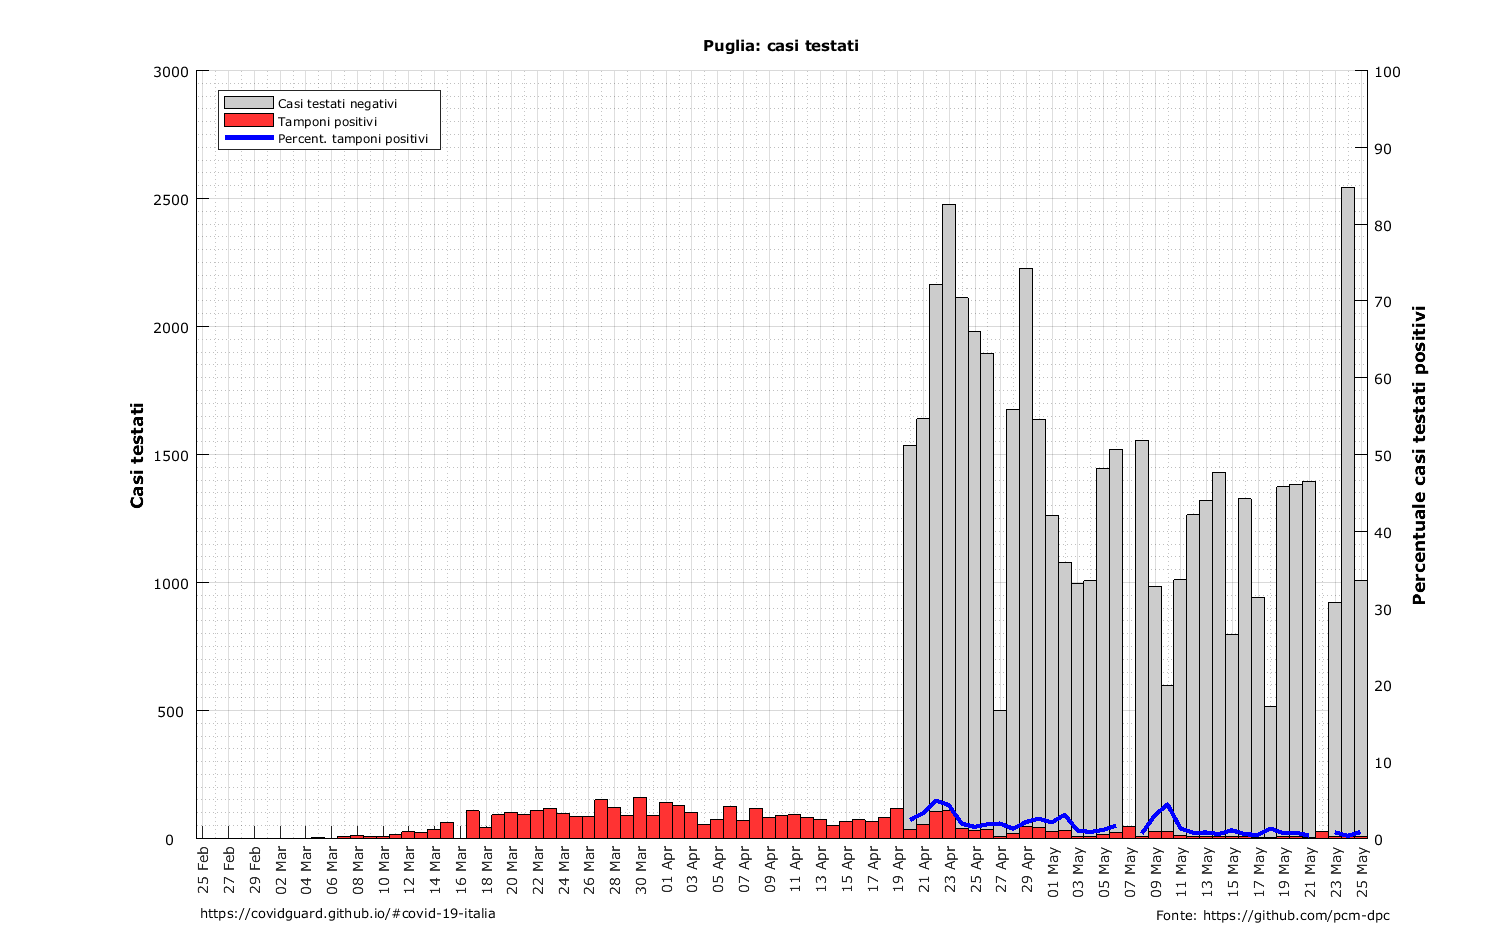 Puglia: casi testati
Casi testati negativi
Tamponi positivi
Percent. tamponi positivi
Casi testati
3000
2500
2000
1500
1000
500
0
Percentuale casi testati positivi
100
90
80
70
60
50
40
30
20
10
0
25 Feb
27 Feb
29 Feb
02 Mar
04 Mar
06 Mar
08 Mar
10 Mar
12 Mar
14 Mar
16 Mar
18 Mar
20 Mar
22 Mar
24 Mar
26 Mar
28 Mar
30 Mar
01 Apr
03 Apr
05 Apr
07 Apr
09 Apr
11 Apr
13 Apr
15 Apr
17 Apr
19 Apr
21 Apr
23 Apr
25 Apr
27 Apr
29 Apr
01 May
03 May
05 May
07 May
09 May
11 May
13 May
15 May
17 May
19 May
21 May
23 May
25 May
https://covidguard.github.io/#covid-19-italia
Fonte: https://github.com/pcm-dpc